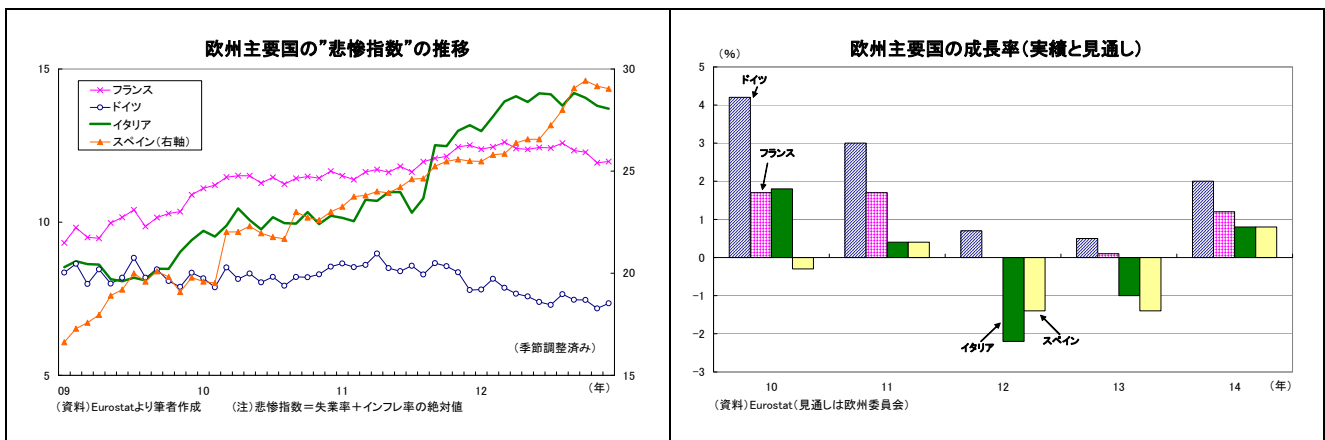 欧州主要国の”悲惨指数”の推移
15
30
フランス
ドイツ
イタリア
スペイン（右軸）
25
10
20
（季節調整済み）
5
15
09
10
11
12
（年）
（資料）Eurostatより筆者作成　（注）悲惨指数＝失業率＋インフレ率の絶対値
欧州主要国の成長率（実績と見通し）
（%）
5
ドイツ
4
3
フランス
2
1
0
-1
-2
イタリア
スペイン
-3
10
11
12
13
14
（年）
（資料）Eurostat（見通しは欧州委員会）